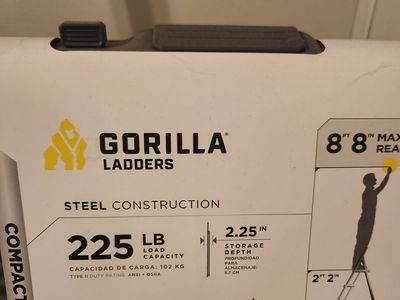 GORILLA®
LADDERS
8 FT 8 IN MAX
REA
STEEL CONSTRUCTION
225 LB
LOAD
CAPACITY
CAPACIDAD DE CARGA: 102 KG
TYPE II DUTY RATING ANSI + OSHA
2.25 IN
STORAGE
DEPTH
PROFUNDIDAD
PARA
ALMACENAJE:
5.7 CM
2' 2"
COMPACT